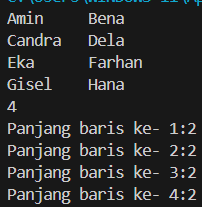 Amin Bena
Candra Dela
Eka Farhan
Gisel Hana
4
Panjang baris ke- 1:2
Panjang baris ke- 2:2
Panjang baris ke- 3:2
Panjang baris ke- 4:2